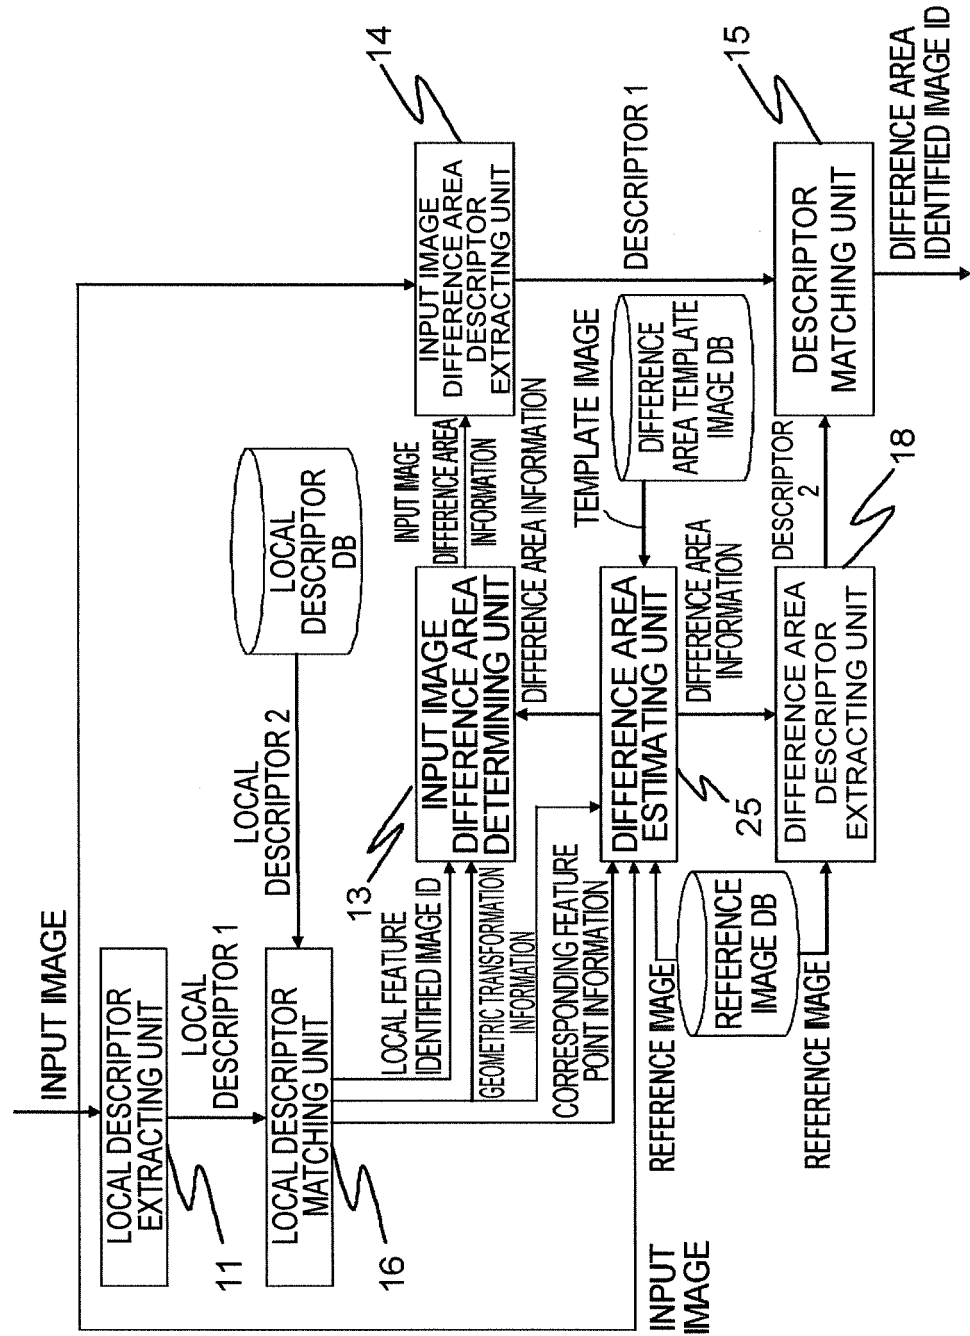 INPUT IMAGE
LOCAL DESCRIPTOR
EXTRACTING UNIT
11
LOCAL
DESCRIPTOR 1
LOCAL DESCRIPTOR
MATCHING UNIT
16
LOCAL
DESCRIPTOR 2
LOCAL
DESCRIPTOR
DB
LOCAL FEATURE
IDENTIFIED IMAGE ID
GEOMETRIC TRANSFORMATION
INFORMATION
CORRESPONDING FEATURE
POINT INFORMATION
13
INPUT IMAGE
DIFFERENCE AREA
DETERMINING UNIT
INPUT IMAGE
DIFFERENCE AREA
INFORMATION
14
INPUT IMAGE
DIFFERENCE AREA
DESCRIPTOR
EXTRACTING UNIT
DIFFERENCE AREA INFORMATION
DESCRIPTOR 1
INPUT
IMAGE
REFERENCE IMAGE
REFERENCE
IMAGE DB
REFERENCE IMAGE
DIFFERENCE AREA
ESTIMATING UNIT
25
TEMPLATE IMAGE
DIFFERENCE
AREA TEMPLATE
IMAGE DB
DIFFERENCE AREA
INFORMATION
DIFFERENCE AREA
DESCRIPTOR
EXTRACTING UNIT
18
DESCRIPTOR
2
DESCRIPTOR
MATCHING UNIT
15
DIFFERENCE AREA
IDENTIFIED IMAGE ID